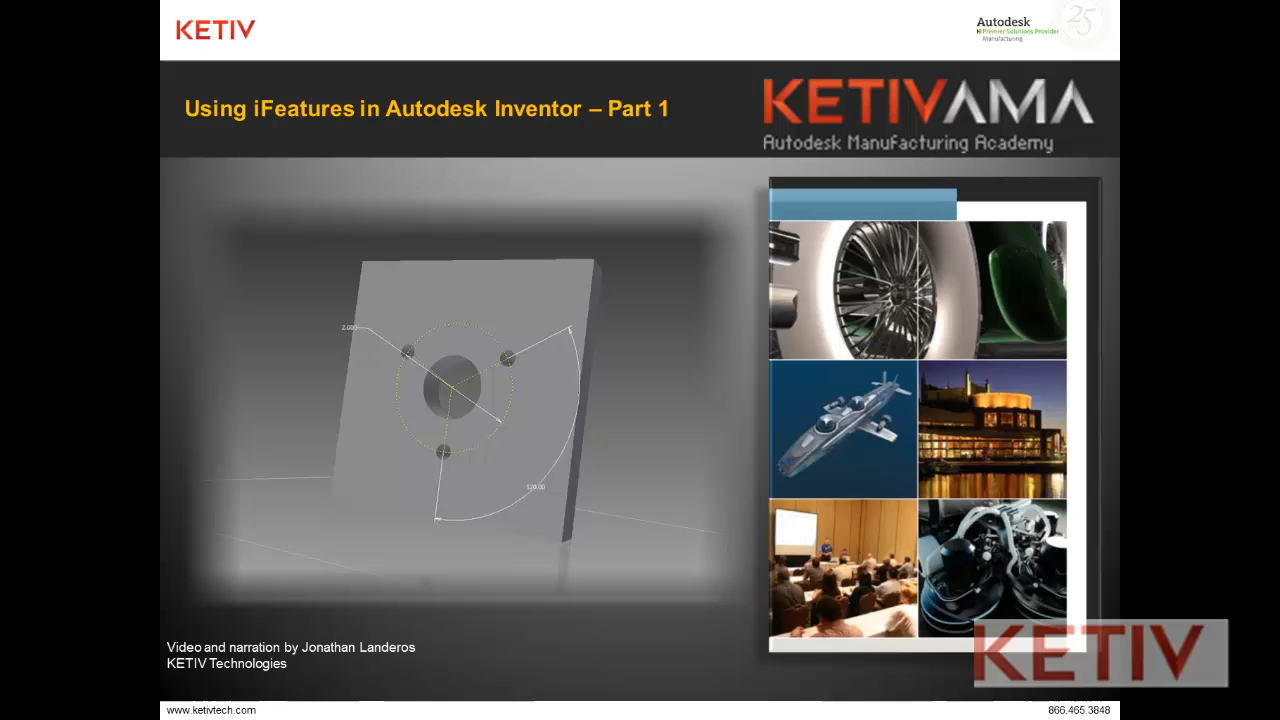 KETIV
Autodesk
Premier Solutions Provider
Manufacturing
25
Using iFeatures in Autodesk Inventor – Part 1
KETIVAMA
Autodesk Manufacturing Academy
2.000
120.00
Video and narration by Jonathan Landeros
KETIV Technologies
KETIV
www.ketivtech.com
866.465.3848